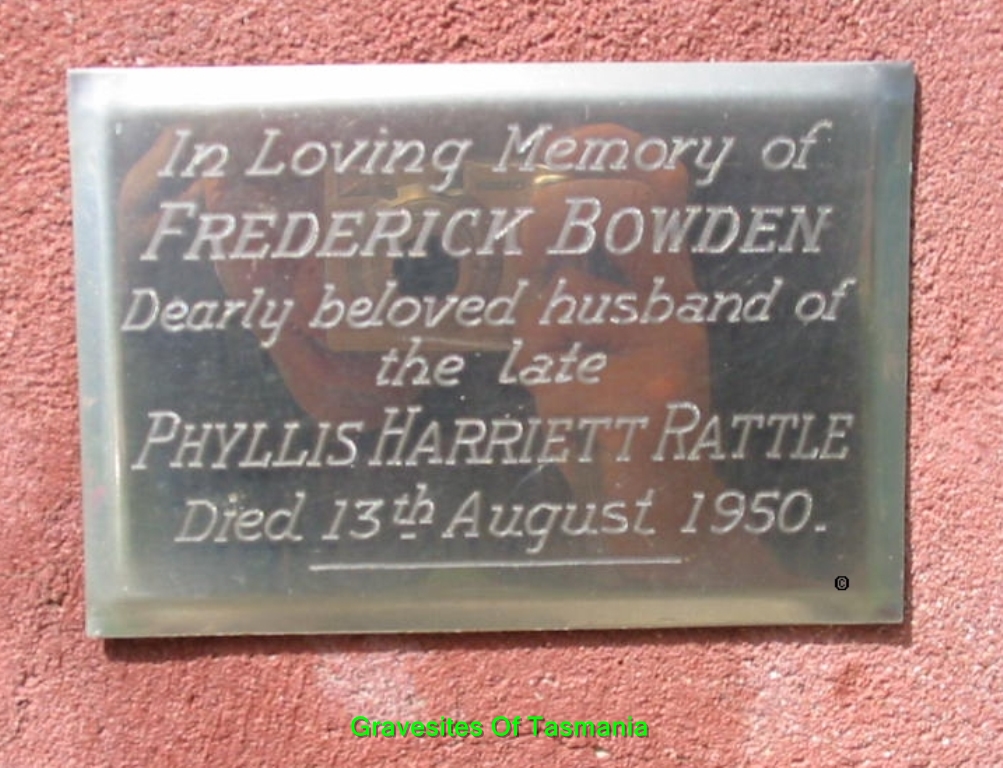 In Loving Memory of
FREDERICK BOWDEN
Dearly beloved husband of
the late
PHYLLIS HARRIETT RATTLE
Died 13th August 1950.
©
Gravesites Of Tasmania